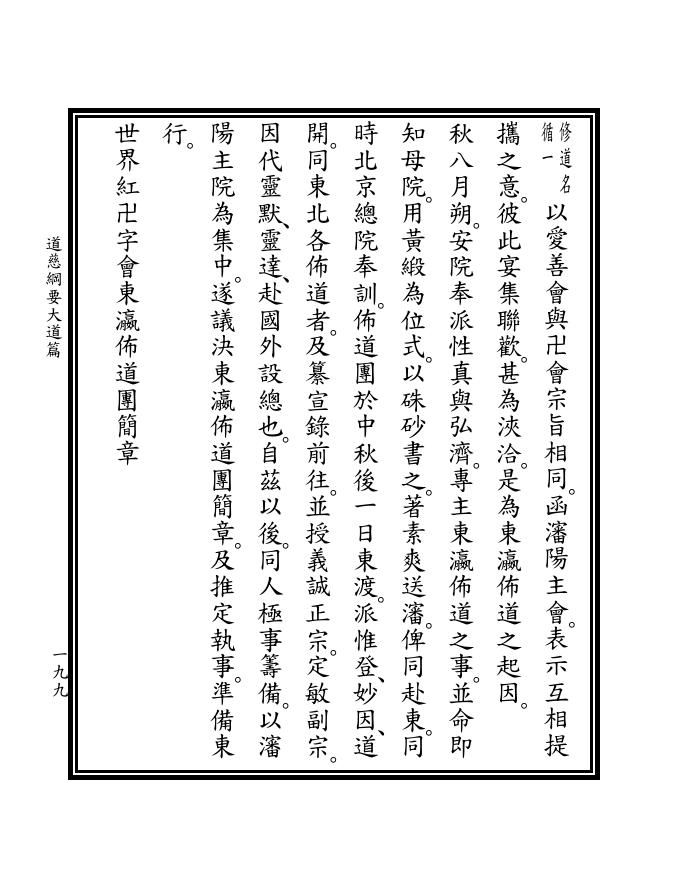 修道名循一以愛善會與卍會宗旨相同。函瀋陽主會。表示互相提
攜之意。彼此宴集聯歡。甚為浹洽。是為東瀛佈道之起因。
秋八月朔。安院奉派性真與弘濟。專主東瀛佈道之事。並命即
知母院。用黃緞為位式。以硃砂書之。著素爽送瀋。俾同赴東。同
時北京總院奉訓。佈道團於中秋後一日東渡。派惟登、妙因、道
開。同東北各佈道者。及纂宣錄前往。並授義誠正宗。定敏副宗。
因代靈默、靈達、赴國外設總也。自茲以後。同人極事籌備。以瀋
陽主院為集中。遂議決東瀛佈道團簡章。及推定執事。準備東
行。
世界紅卍字會東瀛佈道團簡章
道慈綱要大道篇
一九九